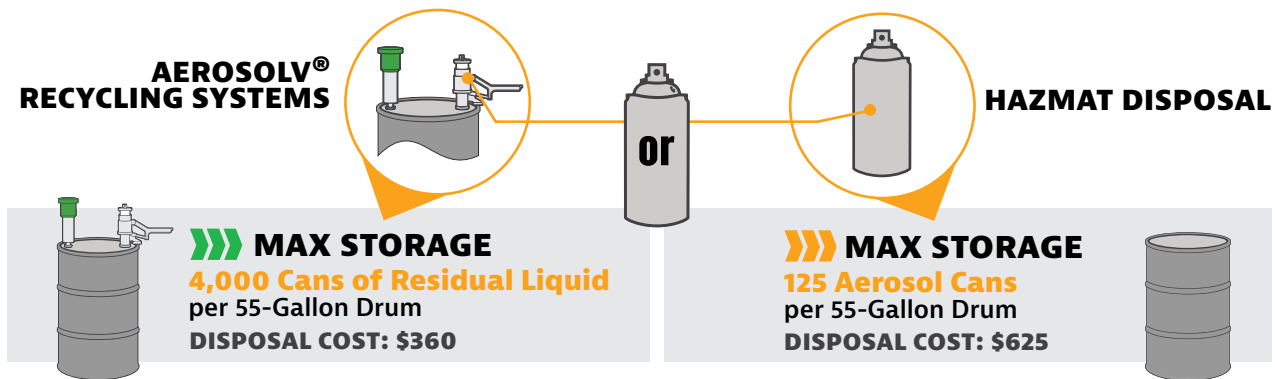 AEROSOLV®
RECYCLING SYSTEMS
or
HAZMAT DISPOSAL
MAX STORAGE
4,000 Cans of Residual Liquid
per 55-Gallon Drum
DISPOSAL COST: $360
MAX STORAGE
125 Aerosol Cans
per 55-Gallon Drum
DISPOSAL COST: $625